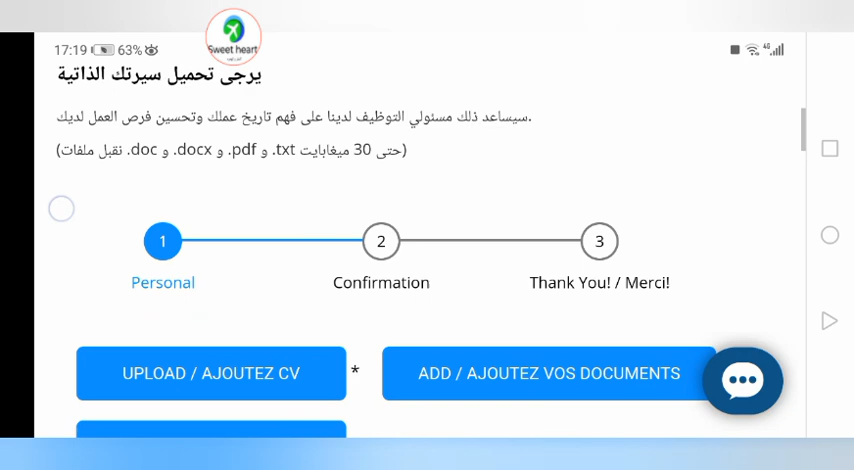 17:19 63%
Sweet heart
4G
يرجى تحميل سيرتك الذاتية
سيساعد ذلك مسئولي التوظيف لدينا على فهم تاريخ عملك وتحسين فرص العمل لديك.
(حتى 30 ميغابايت txt. و pdf. و docx. و doc. نقبل ملفات)
1 2 3
Personal Confirmation Thank You! / Merci!
UPLOAD / AJOUTEZ CV * ADD / AJOUTEZ VOS DOCUMENTS